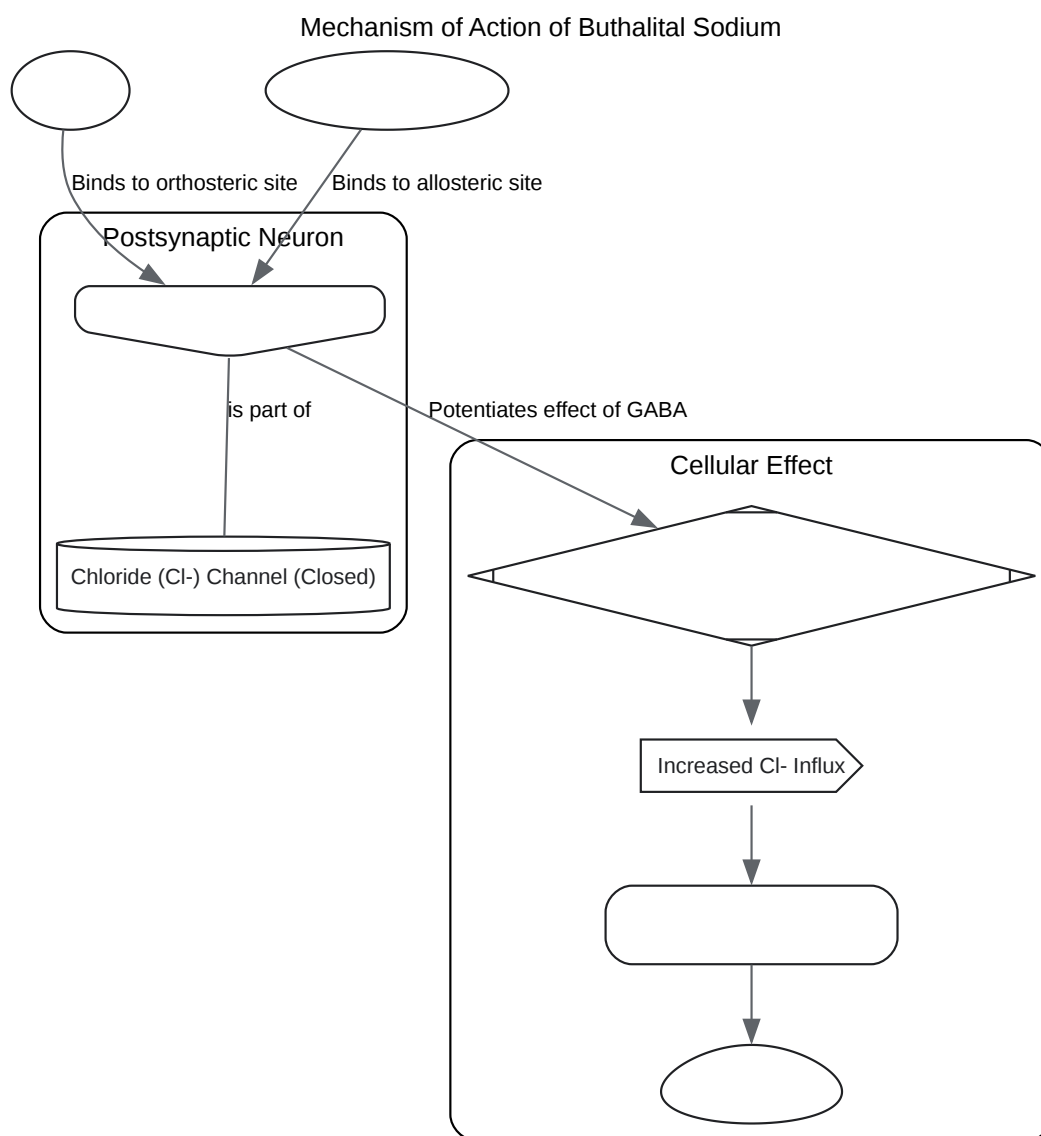 Mechanism of Action of Buthalital Sodium
Binds to orthosteric site
Binds to allosteric site
Postsynaptic Neuron
is part of
Potentiates effect of GABA
Cellular Effect
Chloride (Cl-) Channel (Closed)
Increased Cl- Influx